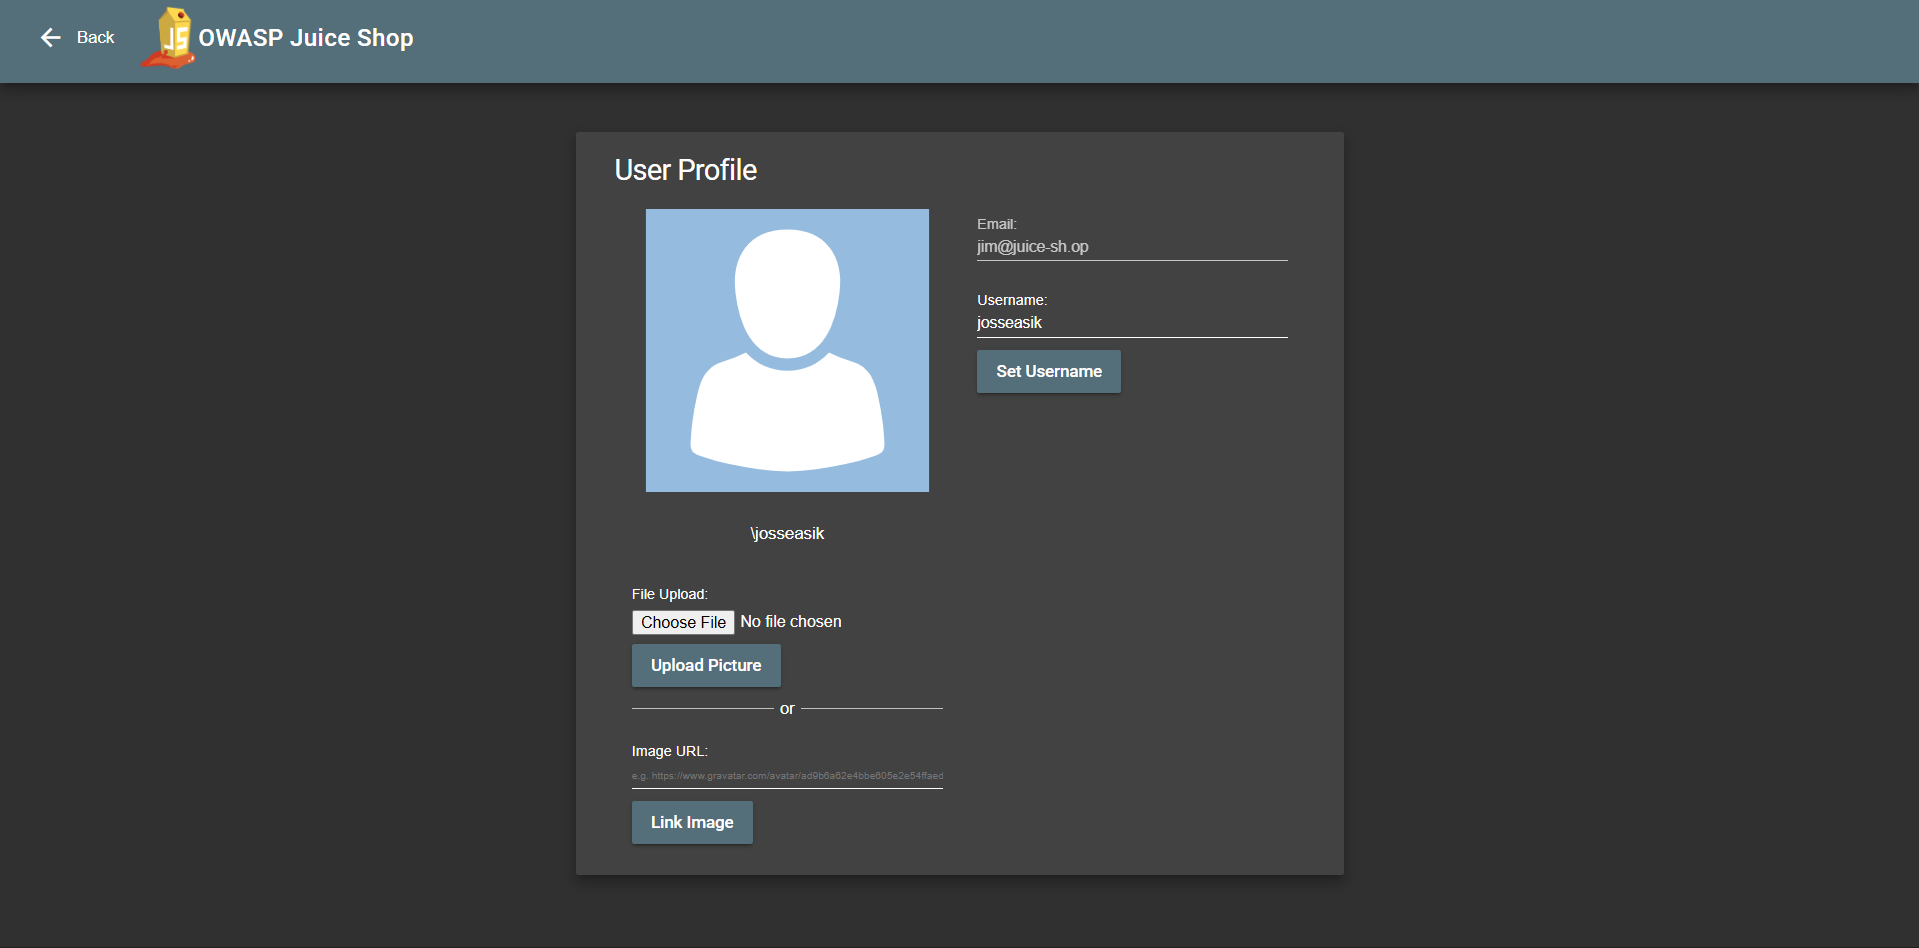 Back
OWASP Juice Shop
User Profile
Email:
jim@juice-sh.op
Username:
josseasik
Set Username
\josseasik
File Upload:
Choose File No file chosen
Upload Picture
or
Image URL:
e.g. https://www.gravatar.com/avatar/ad9b6a62e4bbe605e2e54ffaed
Link Image